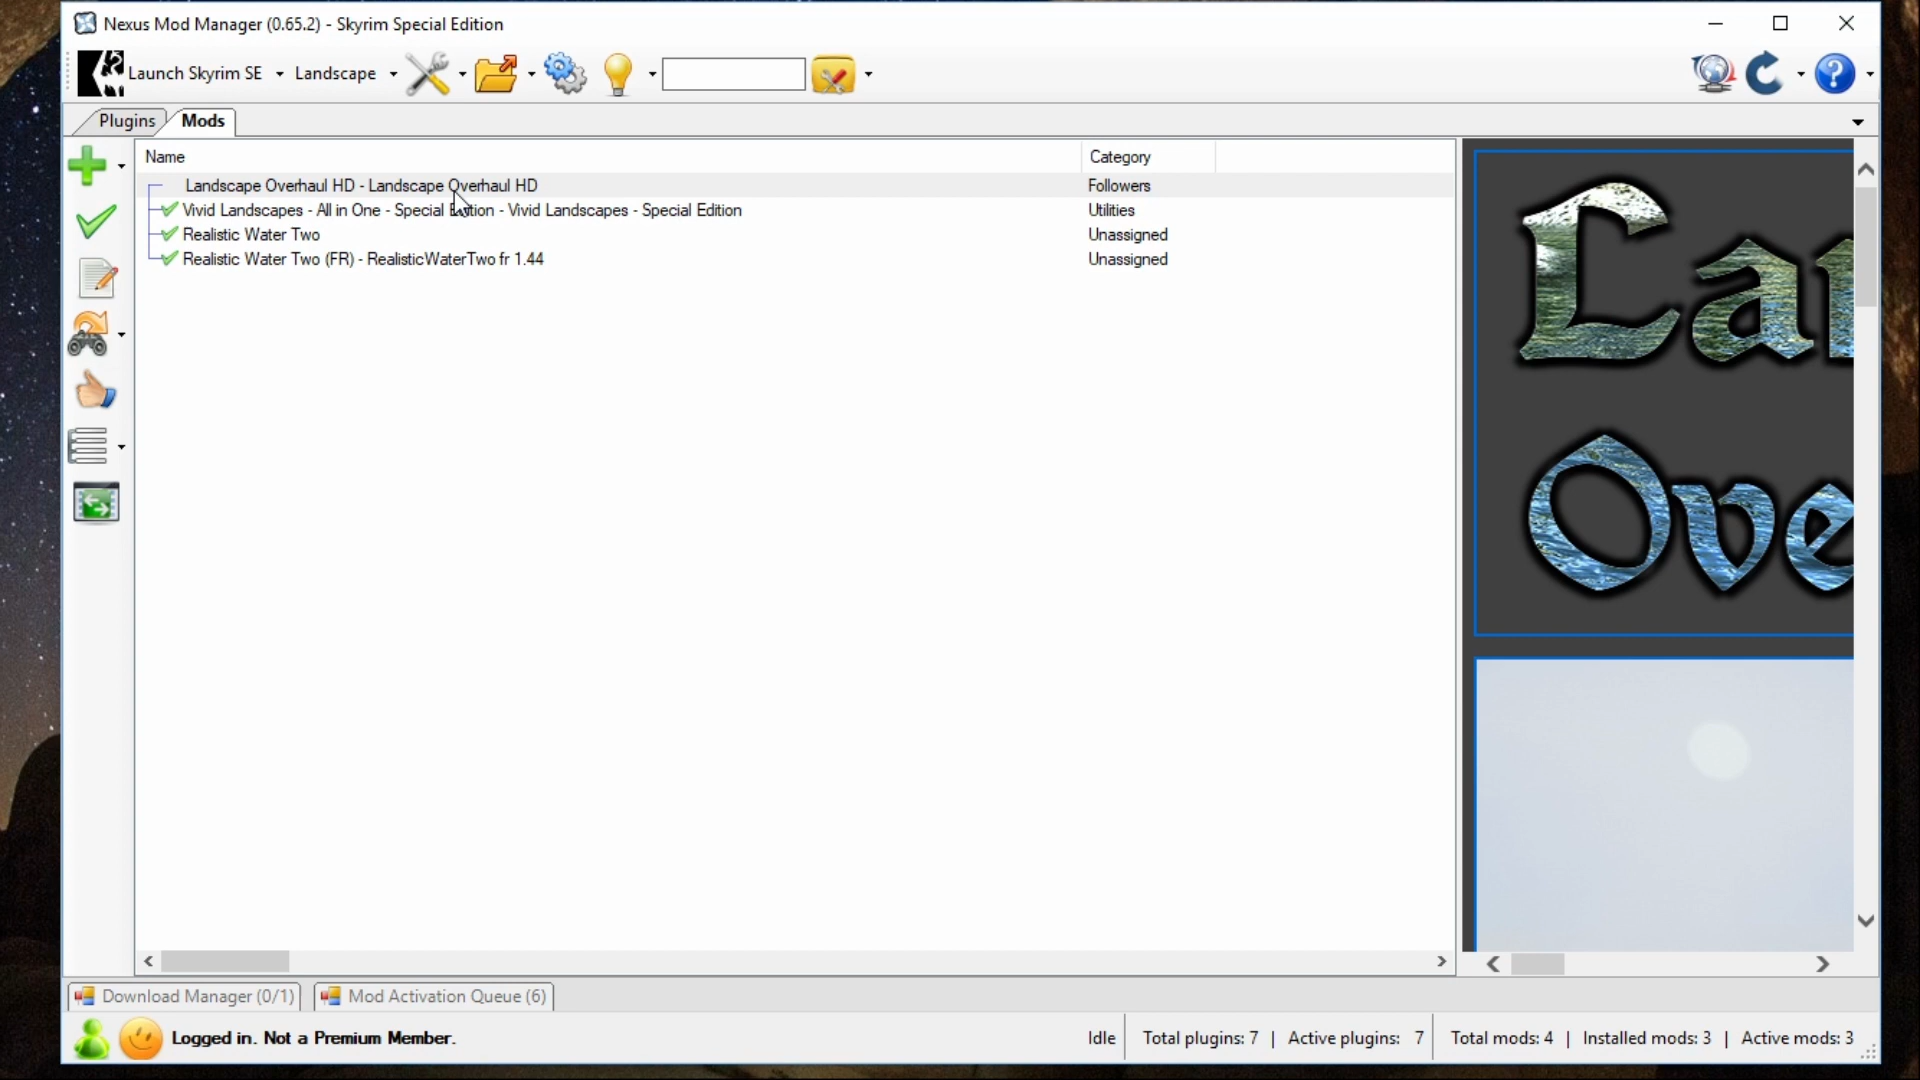 Nexus Mod Manager (0.65.2) - Skyrim Special Edition
Launch Skyrim SE Landscape
Plugins Mods
Name Category
Landscape Overhaul HD - Landscape Overhaul HD Followers
Vivid Landscapes - All in One - Special Edition - Vivid Landscapes - Special Edition Utilities
Realistic Water Two Unassigned
Realistic Water Two (FR) - RealisticWaterTwo fr 1.44 Unassigned
Lan
Ove
Download Manager (0/1) Mod Activation Queue (6)
Logged in. Not a Premium Member. Idle Total plugins: 7 | Active plugins: 7 Total mods: 4 | Installed mods: 3 | Active mods: 3